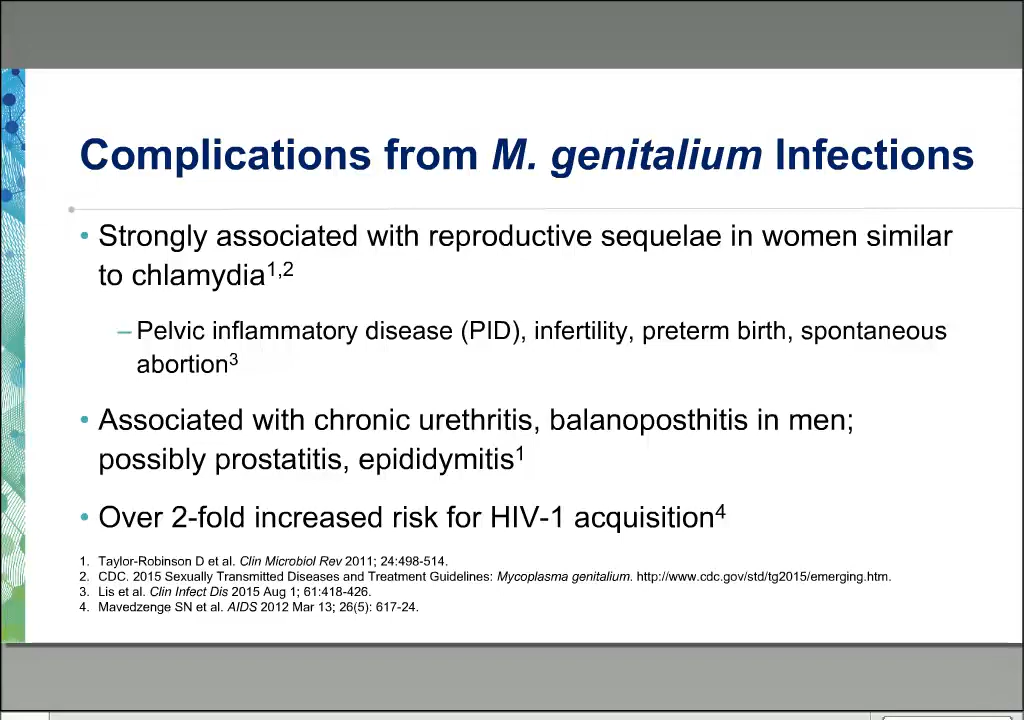 Complications from M. genitalium Infections
• Strongly associated with reproductive sequelae in women similar
to chlamydia1,2
– Pelvic inflammatory disease (PID), infertility, preterm birth, spontaneous
abortion3
• Associated with chronic urethritis, balanoposthitis in men;
possibly prostatitis, epididymitis1
• Over 2-fold increased risk for HIV-1 acquisition4
1. Taylor-Robinson D et al. Clin Microbiol Rev 2011; 24:498-514.
2. CDC. 2015 Sexually Transmitted Diseases and Treatment Guidelines: Mycoplasma genitalium. http://www.cdc.gov/std/tg2015/emerging.htm.
3. Lis et al. Clin Infect Dis 2015 Aug 1; 61:418-426.
4. Mavedzenge SN et al. AIDS 2012 Mar 13; 26(5): 617-24.